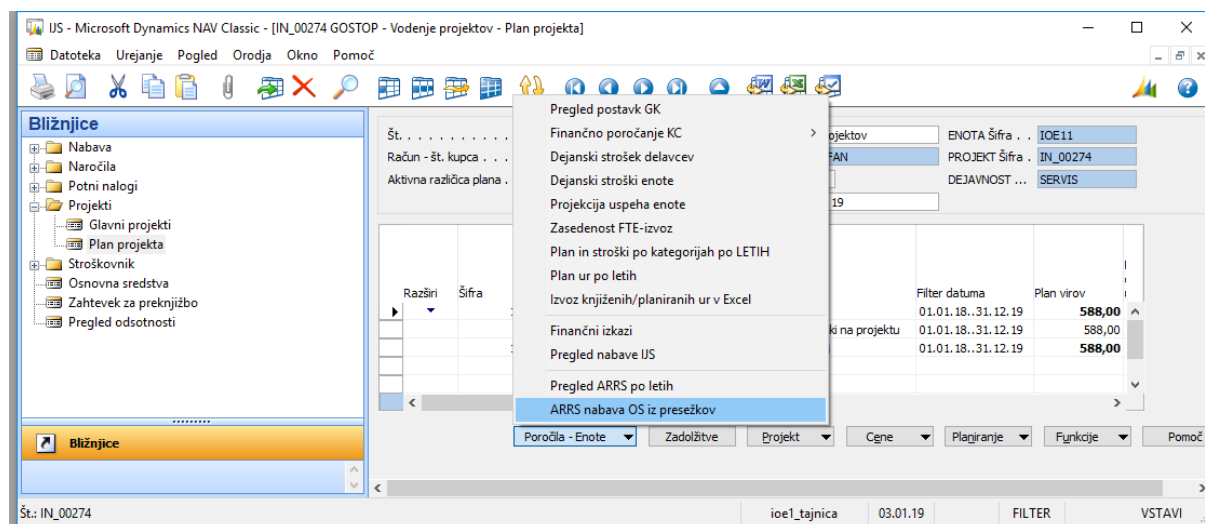 IJS - Microsoft Dynamics NAV Classic - [IN_00274 GOSTOP - Vodenje projektov - Plan projekta]
Datoteka Urejanje Pogled Orodja Okno Pomoč
Bližnjice
Nabava
Naročila
Potni nalogi
Projekti
Glavni projekti
Plan projekta
Stroškovnik
Osnovna sredstva
Zahtevek za preknjižbo
Pregled odsotnosti
Bližnjice
Št. . . . . . . . . . . ojektov ENOTA Šifra . . IOE11
Račun - št. kupca . . . FAN PROJEKT Šifra . IN_00274
Aktivna različica plana . DEJAVNOST ... SERVIS
19
Razširi Šifra Filter datuma Plan virov
01.01.18..31.12.19 588,00
ki na projektu 01.01.18..31.12.19 588,00
01.01.18..31.12.19 588,00
Pregled postavk GK
Finančno poročanje KC
Dejanski strošek delavcev
Dejanski stroški enote
Projekcija uspeha enote
Zasedenost FTE-izvoz
Plan in stroški po kategorijah po LETIH
Plan ur po letih
Izvoz knjiženih/planiranih ur v Excel
Finančni izkazi
Pregled nabave IJS
Pregled ARRS po letih
ARRS nabava OS iz presežkov
Poročila - Enote Zadolžitve Projekt Cene Planiranje Funkcije Pomoč
Št.: IN_00274 ioe1_tajnica 03.01.19 FILTER VSTAVI